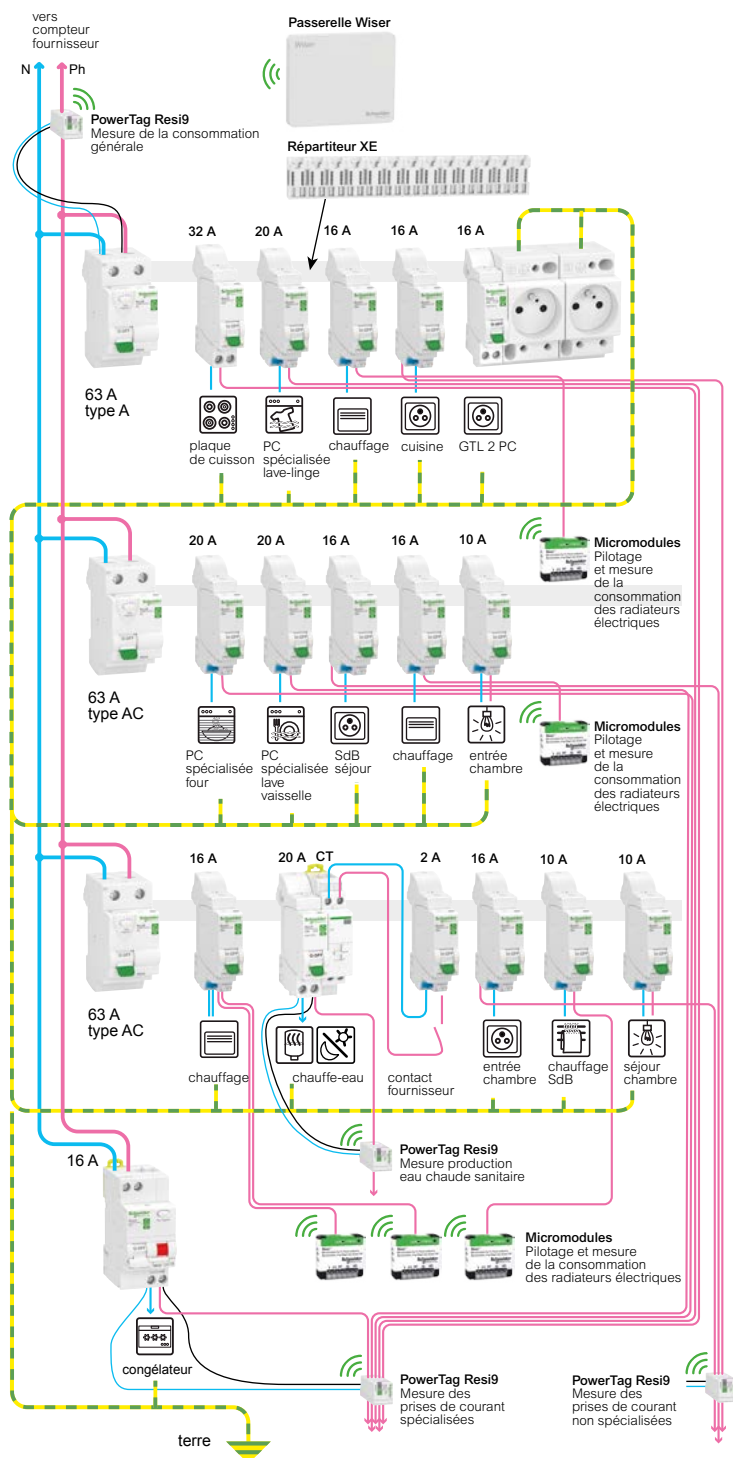 vers
compteur
fournisseur
N
Ph
Passerelle Wiser
Wiser
Schneider
PowerTag Resi9
Mesure de la consommation
générale
Répartiteur XE
32 A
20 A
16 A
16 A
16 A
63 A
type A
plaque
de cuisson
PC
spécialisée
lave-linge
chauffage
cuisine
GTL 2 PC
20 A
20 A
16 A
16 A
10 A
Micromodules
Pilotage
et mesure
de la
consommation
des radiateurs
électriques
63 A
type AC
PC
spécialisée
four
PC
spécialisée
lave
vaisselle
SdB
séjour
chauffage
entrée
chambre
Micromodules
Pilotage
et mesure
de la
consommation
des radiateurs
électriques
16 A
20 A
CT
2 A
16 A
10 A
10 A
63 A
type AC
chauffage
chauffe-eau
contact
fournisseur
entrée
chambre
chauffage
SdB
séjour
chambre
16 A
PowerTag Resi9
Mesure production
eau chaude sanitaire
Micromodules
Pilotage et mesure
de la consommation
des radiateurs électriques
congélateur
PowerTag Resi9
Mesure des
prises de courant
spécialisées
PowerTag Resi9
Mesure des
prises de courant
non spécialisées
terre